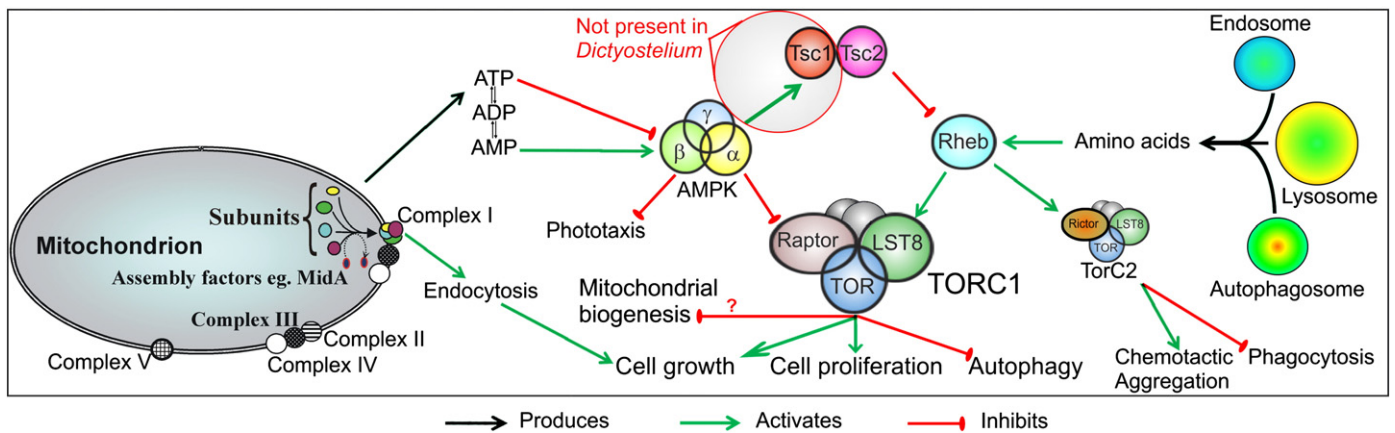 Not present in
Dictyostelium
Tsc1
Tsc2
Endosome
ATP
ADP
AMP
γ
β
α
AMPK
Rheb
Amino acids
Lysosome
Subunits
Complex I
Mitochondrion
Assembly factors eg. MidA
Phototaxis
Raptor
LST8
TOR
TORC1
Rictor
LST8
TOR
TorC2
Autophagosome
Endocytosis
Mitochondrial
biogenesis
?
Complex III
Complex II
Complex V
Complex IV
Cell growth
Cell proliferation
Autophagy
Chemotactic
Aggregation
Phagocytosis
Produces
Activates
Inhibits